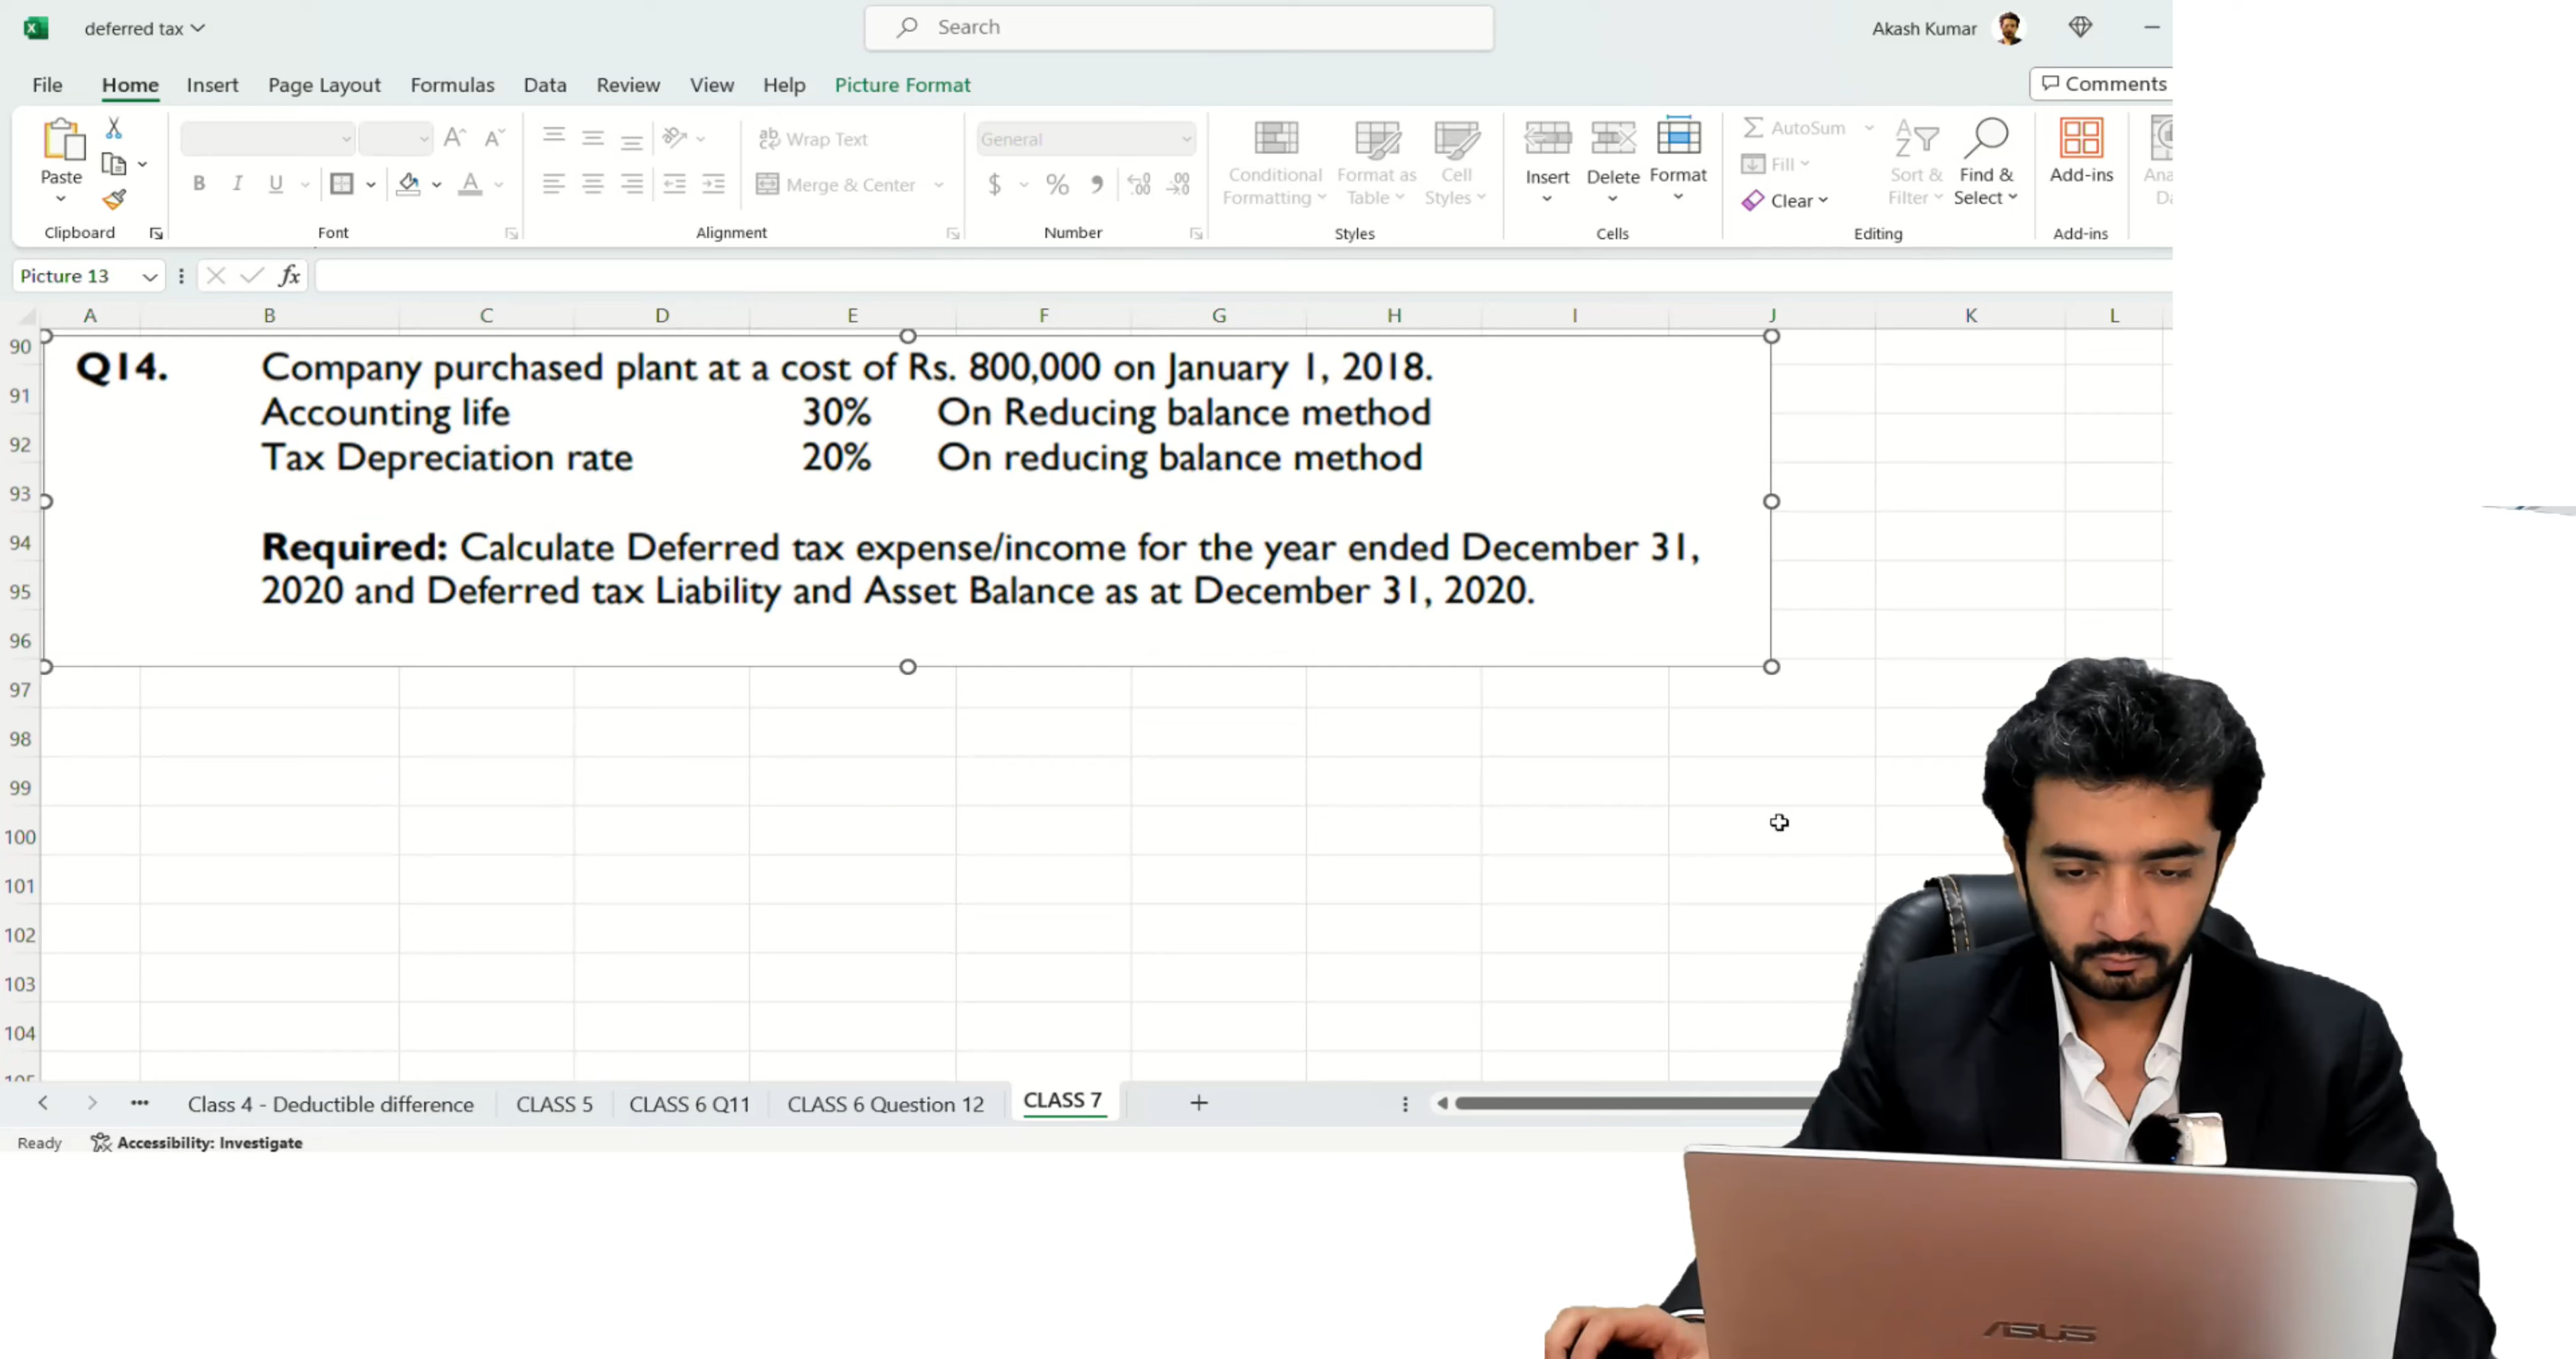 deferred tax
Search
Akash Kumar
File Home Insert Page Layout Formulas Data Review View Help Picture Format
Comments
Paste
Clipboard
B I U
Font
Wrap Text
Merge & Center
Alignment
General
$ % 9
Number
Conditional Formatting
Format as Table
Cell Styles
Styles
Insert
Delete
Format
Cells
AutoSum
Fill
Clear
Sort & Filter
Find & Select
Editing
Add-ins
Add-ins
Picture 13
fx
A B C D E F G H I J K L
90
91
92
93
94
95
96
97
98
99
100
101
102
103
104
Q14. Company purchased plant at a cost of Rs. 800,000 on January 1, 2018.
Accounting life 30% On Reducing balance method
Tax Depreciation rate 20% On reducing balance method
Required: Calculate Deferred tax expense/income for the year ended December 31,
2020 and Deferred tax Liability and Asset Balance as at December 31, 2020.
Class 4 - Deductible difference CLASS 5 CLASS 6 Q11 CLASS 6 Question 12 CLASS 7
Ready Accessibility: Investigate
ASUS